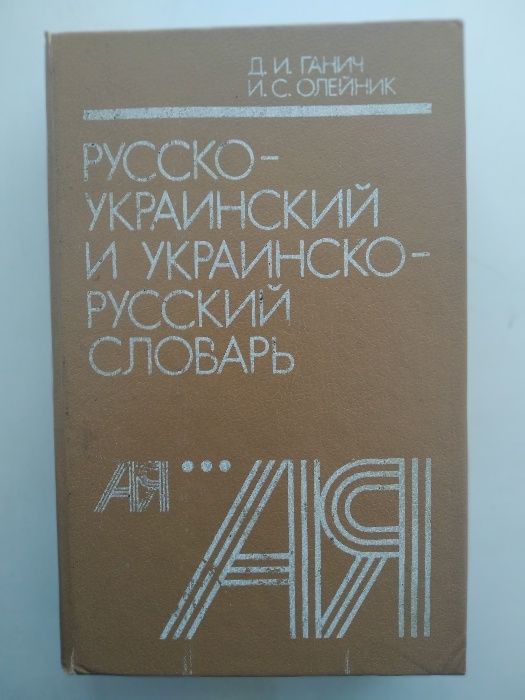 Д. И. ГАНИЧ
И. С. ОЛЕЙНИК
РУССКО-
УКРАИНСКИЙ
И УКРАИНСКО-
РУССКИЙ
СЛОВАРЬ
АЯ ... АЯ